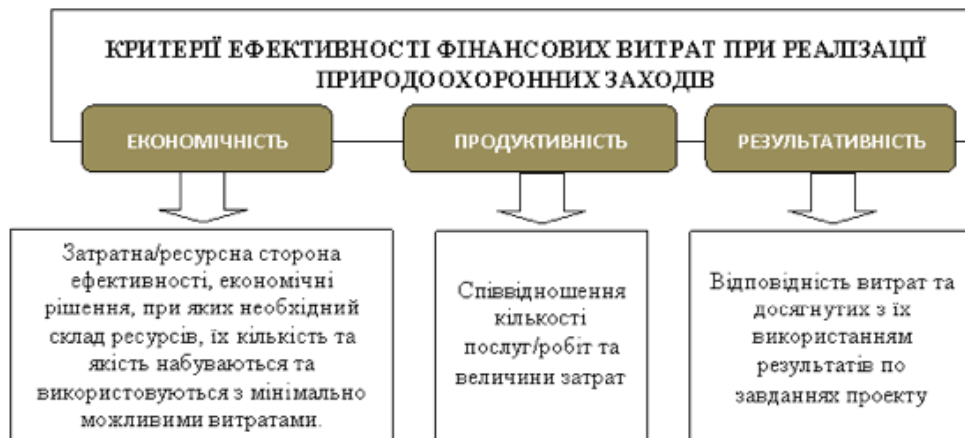 КРИТЕРІЇ ЕФЕКТИВНОСТІ ФІНАНСОВИХ ВИТРАТ ПРИ РЕАЛІЗАЦІЇ
ПРИРОДООХОРОННИХ ЗАХОДІВ
ЕКОНОМІЧНІСТЬ
ПРОДУКТИВНІСТЬ
РЕЗУЛЬТАТИВНІСТЬ
Затратна/ресурсна сторона
ефективності, економічні
рішення, при яких необхідний
склад ресурсів, їх кількість та
якість набуваються та
використовуються з мінімально
можливими витратами.
Співвідношення
кількості
послуг/робіт та
величини затрат
Відповідність витрат та
досягнутих з їх
використанням
результатів по
завданнях проекту